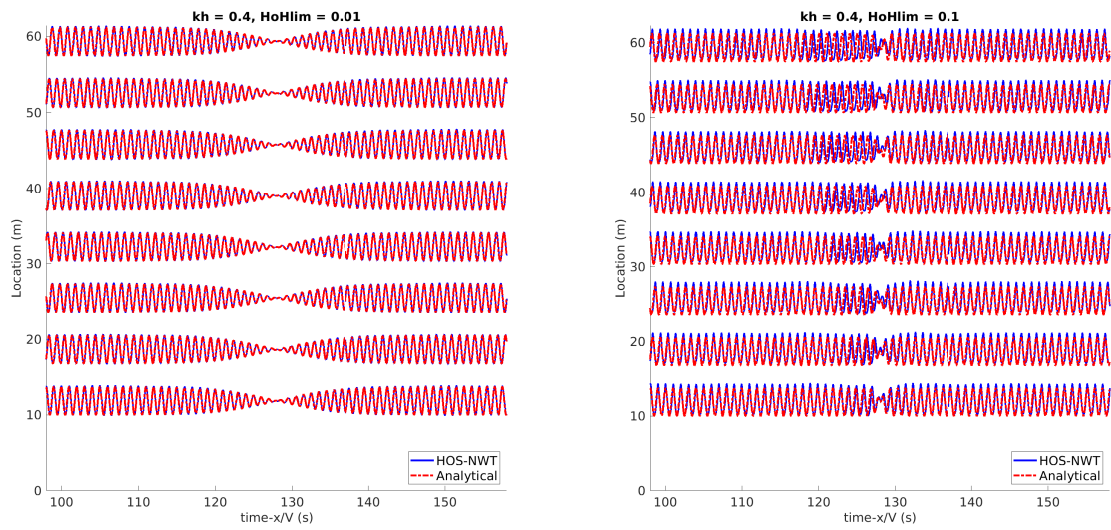 kh = 0.4, HoHlim = 0.01
60
50
40
30
20
10
0
Location (m)
100
110
120
130
140
150
time-x/V (s)
HOS-NWT
Analytical
kh = 0.4, HoHlim = 0.1
60
50
40
30
20
10
0
Location (m)
100
110
120
130
140
150
time-x/V (s)
HOS-NWT
Analytical